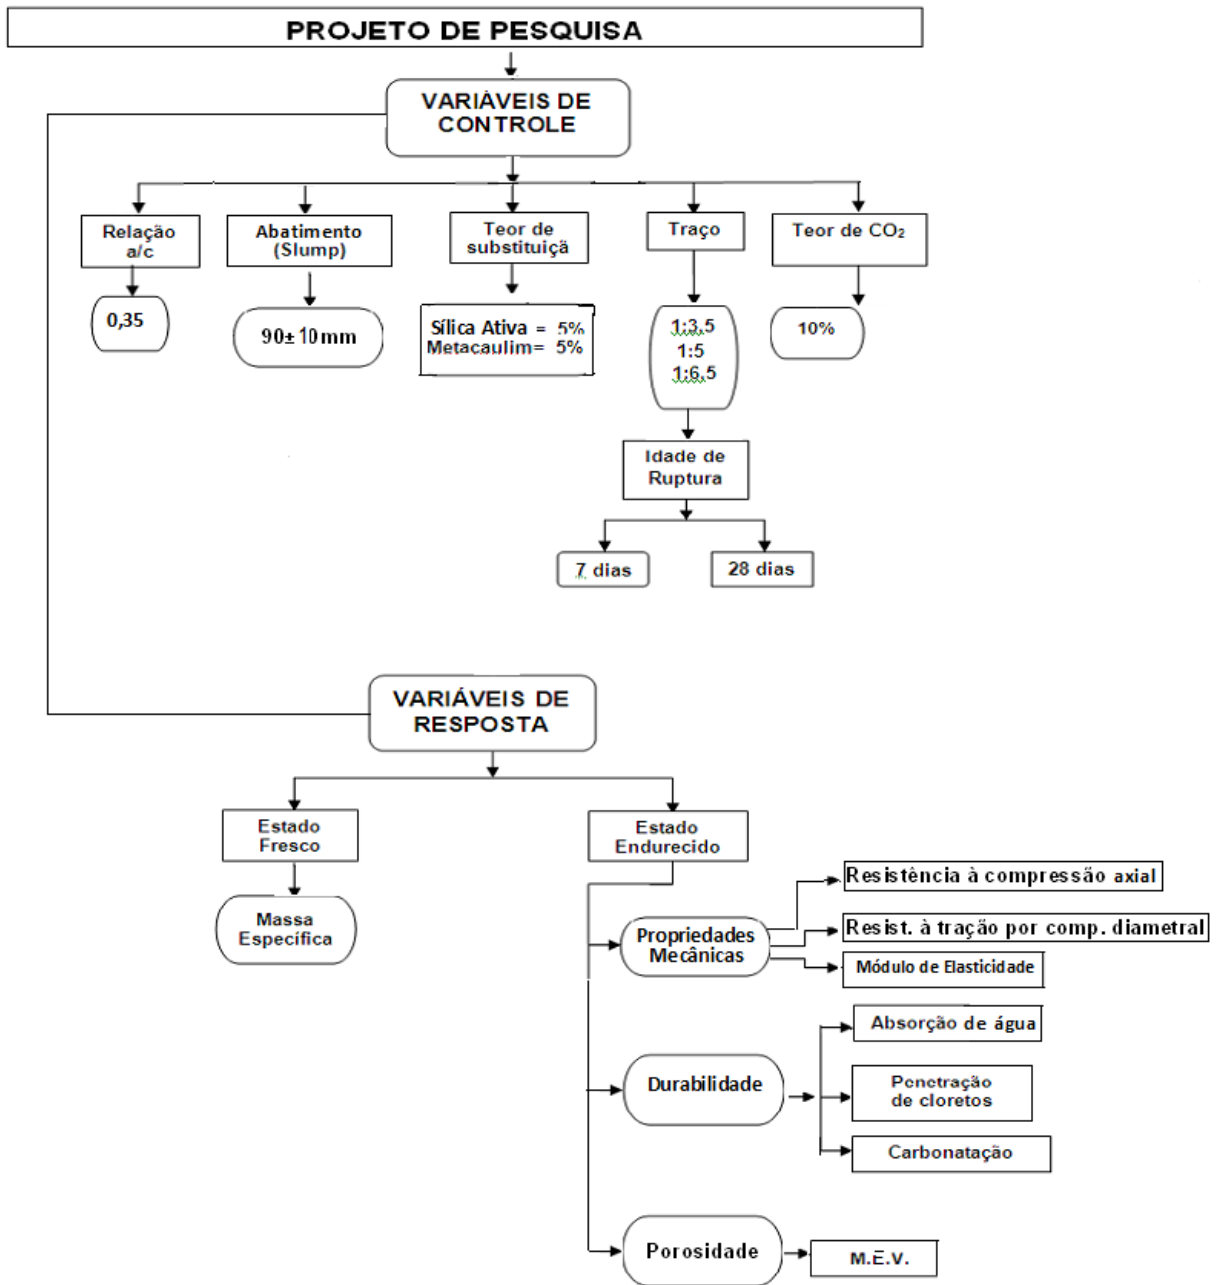 PROJETO DE PESQUISA
VARIÁVEIS DE
CONTROLE
Relação
a/c
Abatimento
(Slump)
Teor de
substituiçã
Traço
Teor de CO₂
0,35
90± 10mm
Sílica Ativa = 5%
Metacaulim= 5%
1:3,5
1:5
1:6,5
10%
Idade de
Ruptura
7 dias
28 dias
VARIÁVEIS DE
RESPOSTA
Estado
Fresco
Estado
Endurecido
Massa
Específica
Propriedades
Mecânicas
Resistência à compressão axial
Resist. à tração por comp. diametral
Módulo de Elasticidade
Durabilidade
Absorção de água
Penetração
de cloretos
Carbonatação
Porosidade
M.E.V.